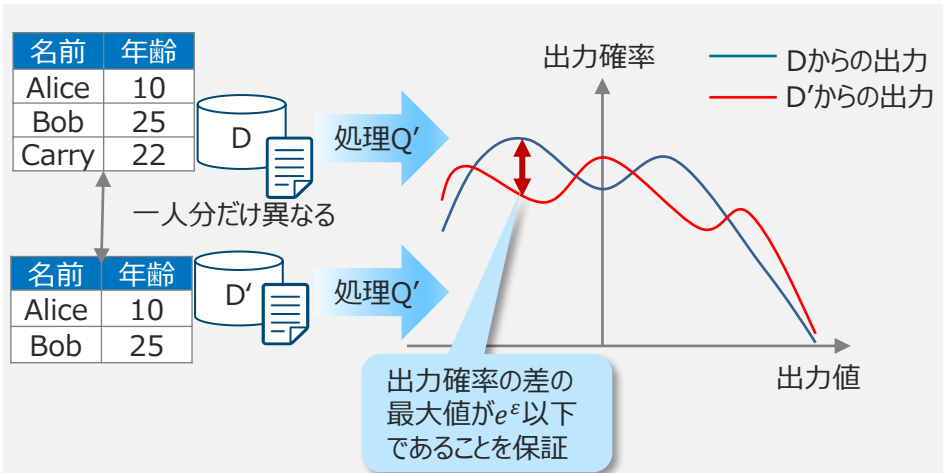 名前 年齢
Alice 10
Bob 25
Carry 22
D
処理Q′
一人分だけ異なる
名前 年齢
Alice 10
Bob 25
D‘
処理Q′
出力確率
Dからの出力
D′からの出力
出力値
出力確率の差の
最大値がe^ε以下
であることを保証